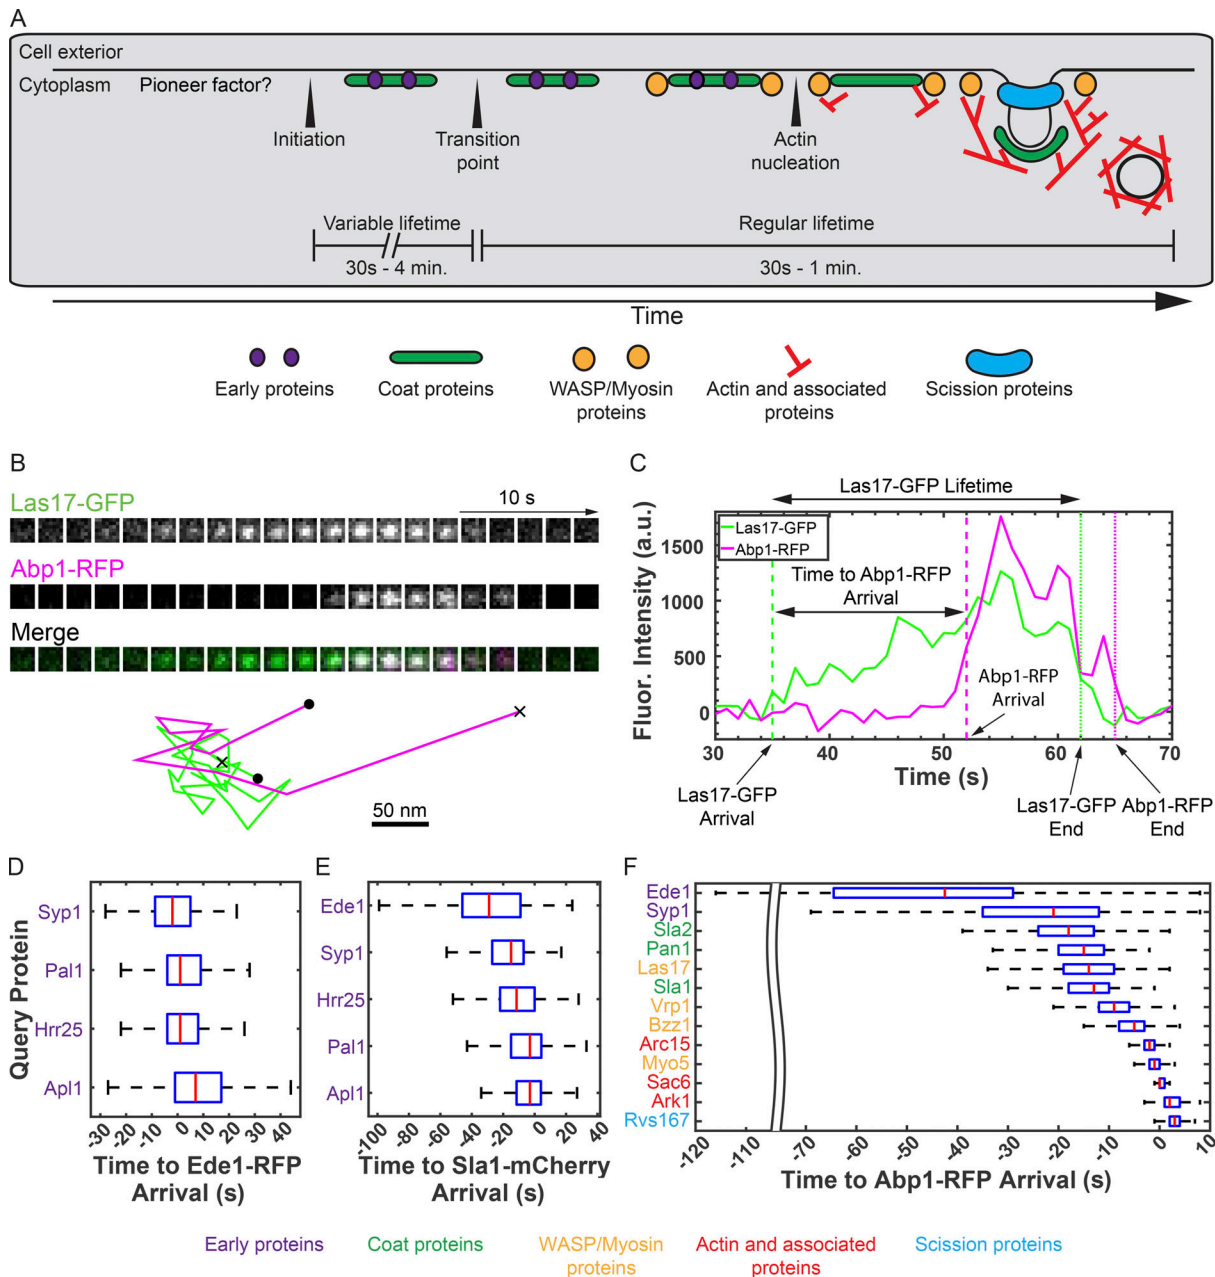 A
Cell exterior
Cytoplasm
Pioneer factor?
Initiation
Transition
point
Actin
nucleation
Variable lifetime
30s - 4 min.
Regular lifetime
30s - 1 min.
Time
Early proteins
Coat proteins
WASP/Myosin
proteins
Actin and associated
proteins
Scission proteins
B
Las17-GFP
10 s
Abp1-RFP
Merge
50 nm
C
Las17-GFP Lifetime
Las17-GFP
Abp1-RFP
Time to Abp1-RFP
Arrival
Abp1-RFP
Arrival
Fluor. Intensity (a.u.)
1500
1000
500
0
30 40 50 60 70
Time (s)
Las17-GFP
Arrival
Las17-GFP
End
Abp1-RFP
End
D
Query Protein
Syp1
Pal1
Hrr25
Apl1
-30 -20 -10 0 10 20 30 40
Time to Ede1-RFP
Arrival (s)
E
Ede1
Syp1
Hrr25
Pal1
Apl1
-100 -80 -60 -40 -20 0 20 40
Time to Sla1-mCherry
Arrival (s)
F
Ede1
Syp1
Sla2
Pan1
Las17
Sla1
Vrp1
Bzz1
Arc15
Myo5
Sac6
Ark1
Rvs167
-120 -110 -50 -40 -30 -20 -10 0 10
Time to Abp1-RFP Arrival (s)
Early proteins
Coat proteins
WASP/Myosin
proteins
Actin and associated
proteins
Scission proteins